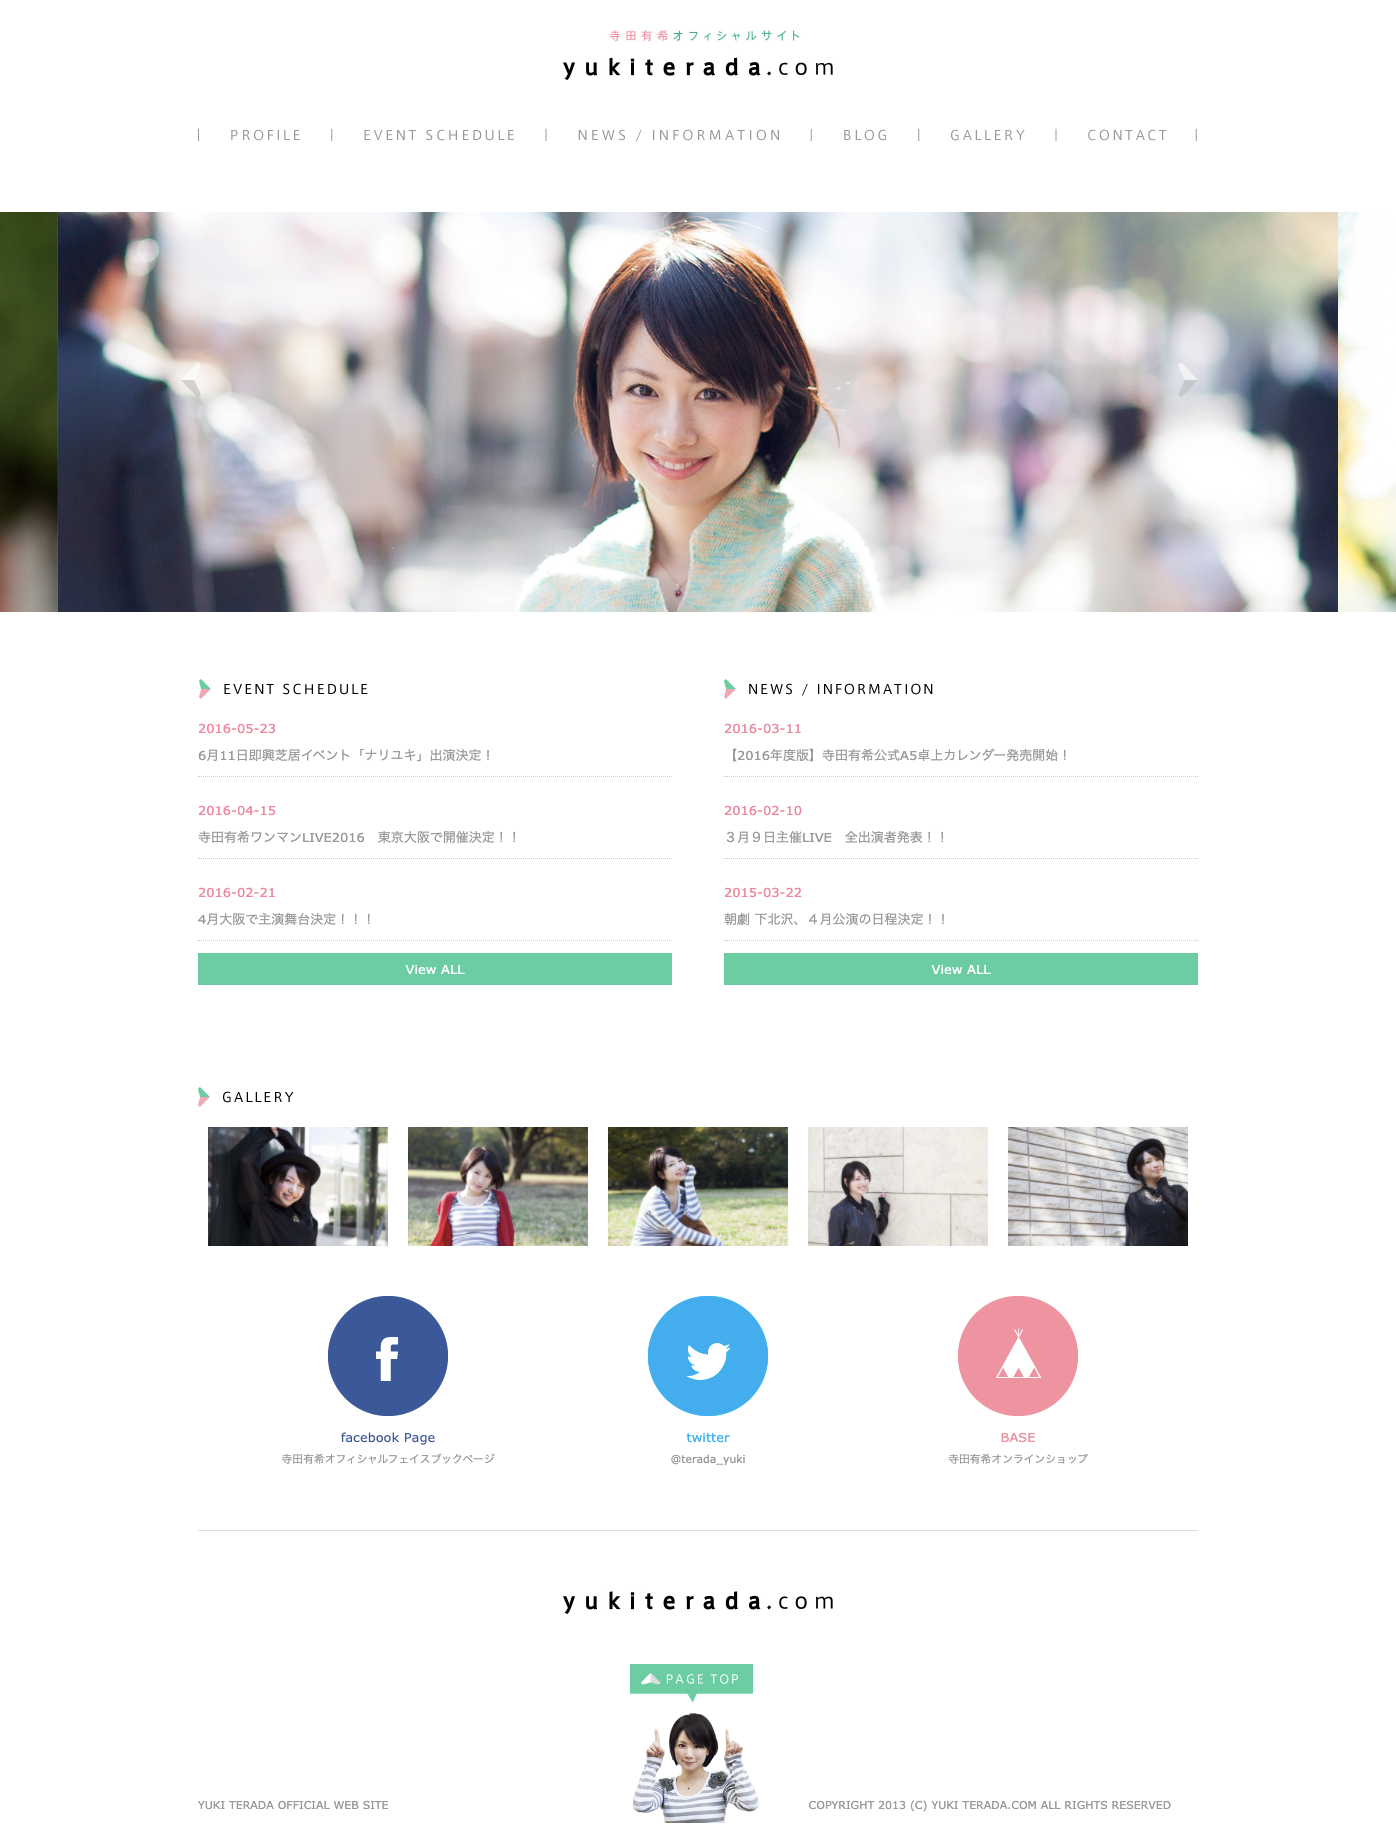 寺田有希オフィシャルサイト
yukiterada.com
PROFILE
EVENT SCHEDULE
NEWS / INFORMATION
BLOG
GALLERY
CONTACT
EVENT SCHEDULE
2016-05-23
6月11日即興芝居イベント「ナリユキ」出演決定！
2016-04-15
寺田有希ワンマンLIVE2016　東京大阪で開催決定！！
2016-02-21
4月大阪で主演舞台決定！！！
View ALL
NEWS / INFORMATION
2016-03-11
【2016年度版】寺田有希公式A5卓上カレンダー発売開始！
2016-02-10
３月９日主催LIVE　全出演者発表！！
2015-03-22
朝劇 下北沢、４月公演の日程決定！！
View ALL
GALLERY
facebook Page
寺田有希オフィシャルフェイスブックページ
twitter
@terada_yuki
BASE
寺田有希オンラインショップ
yukiterada.com
PAGE TOP
YUKI TERADA OFFICIAL WEB SITE
COPYRIGHT 2013 (C) YUKI TERADA.COM ALL RIGHTS RESERVED